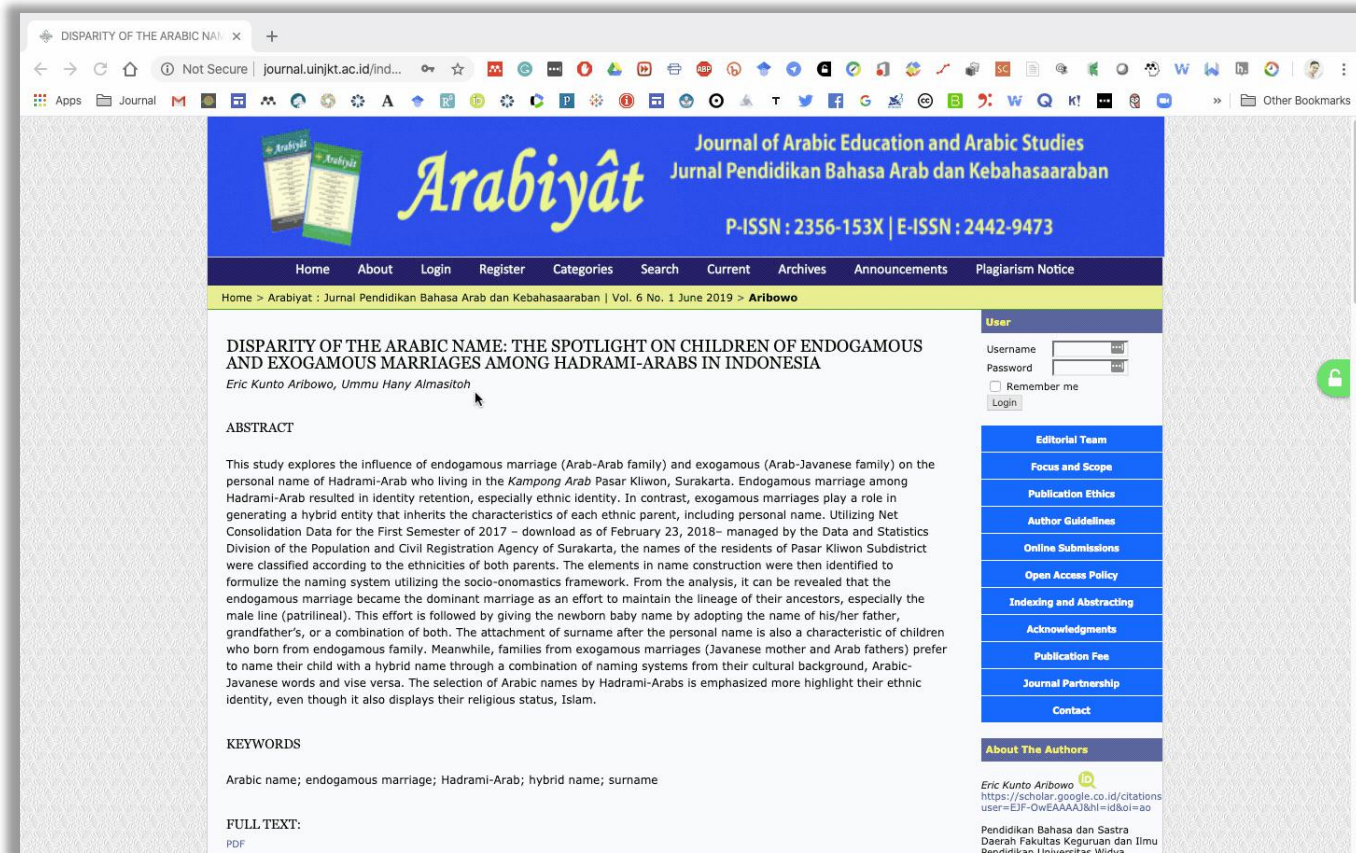 DISPARITY OF THE ARABIC NAM
Not Secure | journal.uinjkt.ac.id/ind...
Apps
Journal
Other Bookmarks
Arabiyât
Arabiyât
Arabiyât
Journal of Arabic Education and Arabic Studies
Jurnal Pendidikan Bahasa Arab dan Kebahasaaraban
P-ISSN : 2356-153X | E-ISSN : 2442-9473
Home About Login Register Categories Search Current Archives Announcements Plagiarism Notice
Home > Arabiyat : Jurnal Pendidikan Bahasa Arab dan Kebahasaaraban | Vol. 6 No. 1 June 2019 > Aribowo
DISPARITY OF THE ARABIC NAME: THE SPOTLIGHT ON CHILDREN OF ENDOGAMOUS
AND EXOGAMOUS MARRIAGES AMONG HADRAMI-ARABS IN INDONESIA
Eric Kunto Aribowo, Ummu Hany Almasitoh
ABSTRACT
This study explores the influence of endogamous marriage (Arab-Arab family) and exogamous (Arab-Javanese family) on the
personal name of Hadrami-Arab who living in the Kampong Arab Pasar Kliwon, Surakarta. Endogamous marriage among
Hadrami-Arab resulted in identity retention, especially ethnic identity. In contrast, exogamous marriages play a role in
generating a hybrid entity that inherits the characteristics of each ethnic parent, including personal name. Utilizing Net
Consolidation Data for the First Semester of 2017 – download as of February 23, 2018– managed by the Data and Statistics
Division of the Population and Civil Registration Agency of Surakarta, the names of the residents of Pasar Kliwon Subdistrict
were classified according to the ethnicities of both parents. The elements in name construction were then identified to
formulize the naming system utilizing the socio-onomastics framework. From the analysis, it can be revealed that the
endogamous marriage became the dominant marriage as an effort to maintain the lineage of their ancestors, especially the
male line (patrilineal). This effort is followed by giving the newborn baby name by adopting the name of his/her father,
grandfather's, or a combination of both. The attachment of surname after the personal name is also a characteristic of children
who born from endogamous family. Meanwhile, families from exogamous marriages (Javanese mother and Arab fathers) prefer
to name their child with a hybrid name through a combination of naming systems from their cultural background, Arabic-
Javanese words and vise versa. The selection of Arabic names by Hadrami-Arabs is emphasized more highlight their ethnic
identity, even though it also displays their religious status, Islam.
KEYWORDS
Arabic name; endogamous marriage; Hadrami-Arab; hybrid name; surname
FULL TEXT:
PDF
User
Username
Password
Remember me
Login
Editorial Team
Focus and Scope
Publication Ethics
Author Guidelines
Online Submissions
Open Access Policy
Indexing and Abstracting
Acknowledgments
Publication Fee
Journal Partnership
Contact
About The Authors
Eric Kunto Aribowo
https://scholar.google.co.id/citations
user=EJF-OwEAAAAJ&hl=id&oi=ao
Pendidikan Bahasa dan Sastra
Daerah Fakultas Keguruan dan Ilmu
Pendidikan Universitas Widya